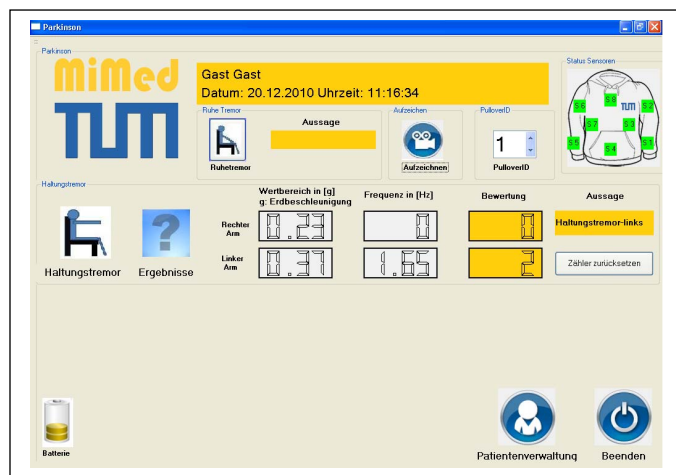 Parkinson
Parkinson
MiMed
TUM
Gast Gast
Datum: 20.12.2010 Uhrzeit: 11:16:34
Status Sensoren
S 6
S 8
TUM
S 2
S 7
S 3
S 5
S 4
S 1
Ruhe Tremor
Ruhetremor
Aussage
Aufzeichen
Aufzeichnen
PulloverID
1
PulloverID
Haltungstremor
Haltungstremor
?
Ergebnisse
Wertbereich in [g]
g: Erdbeschleunigung
Frequenz in [Hz]
Bewertung
Aussage
Rechter
Arm
0.23
0
0
Haltungstremor-links
Linker
Arm
0.37
1.65
2
Zähler zurücksetzen
Batterie
Patientenverwaltung
Beenden